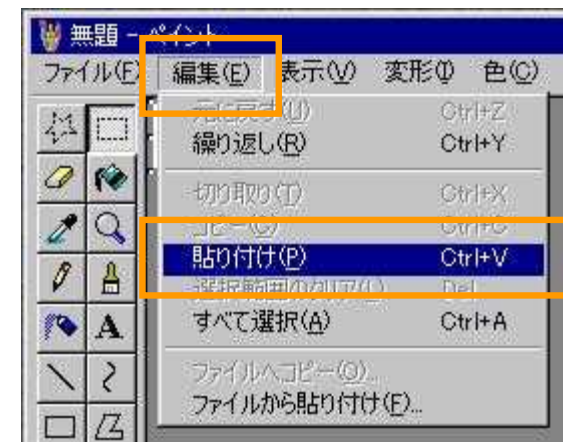 無題 - ペイント
ファイル(F) 編集(E) 表示(V) 変形(I) 色(C)
元に戻す(U) Ctrl+Z
繰り返し(R) Ctrl+Y
切り取り(T) Ctrl+X
コピー(C) Ctrl+C
貼り付け(P) Ctrl+V
選択範囲のクリア(L) Del
すべて選択(A) Ctrl+A
ファイルへコピー(O)...
ファイルから貼り付け(F)...
A